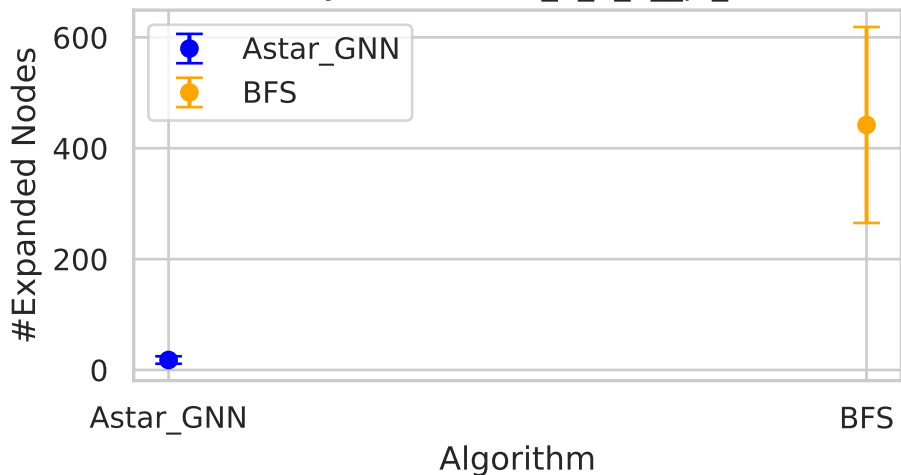 600
400
200
0
#Expanded Nodes
Astar_GNN
BFS
Astar_GNN
BFS
Algorithm